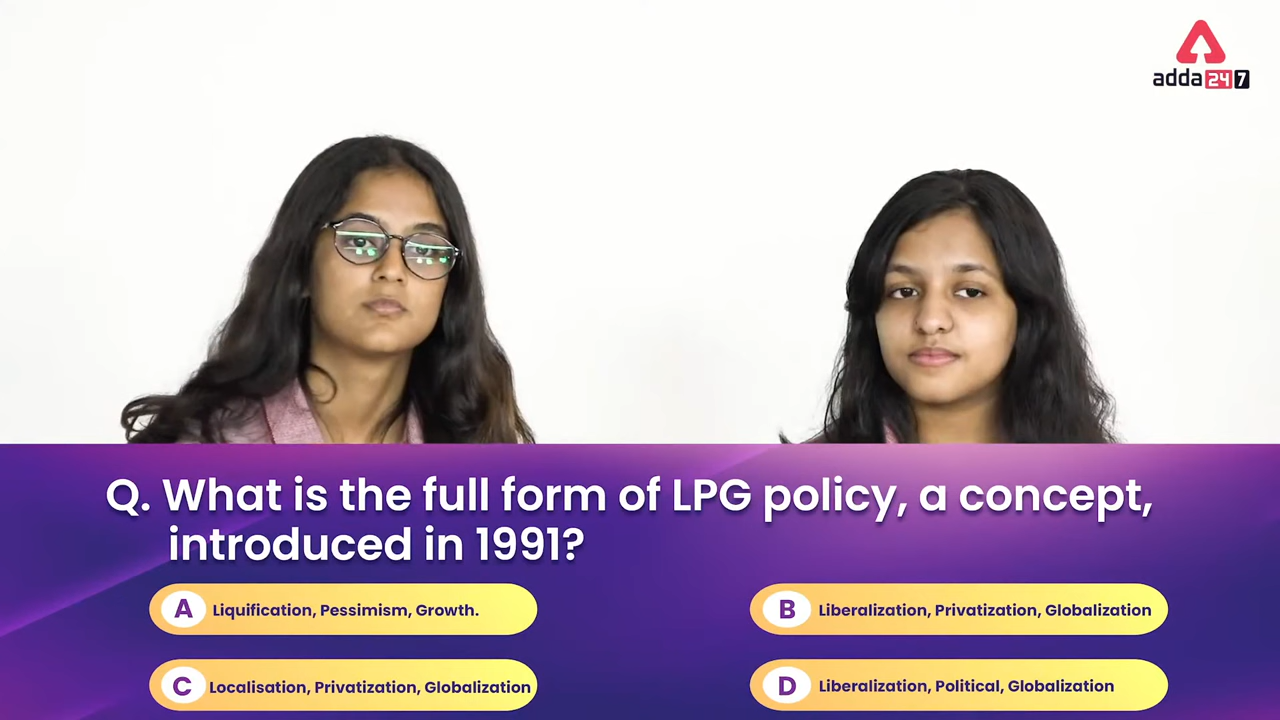 adda247
Q. What is the full form of LPG policy, a concept,
introduced in 1991?
A Liquification, Pessimism, Growth.
B Liberalization, Privatization, Globalization
C Localisation, Privatization, Globalization
D Liberalization, Political, Globalization